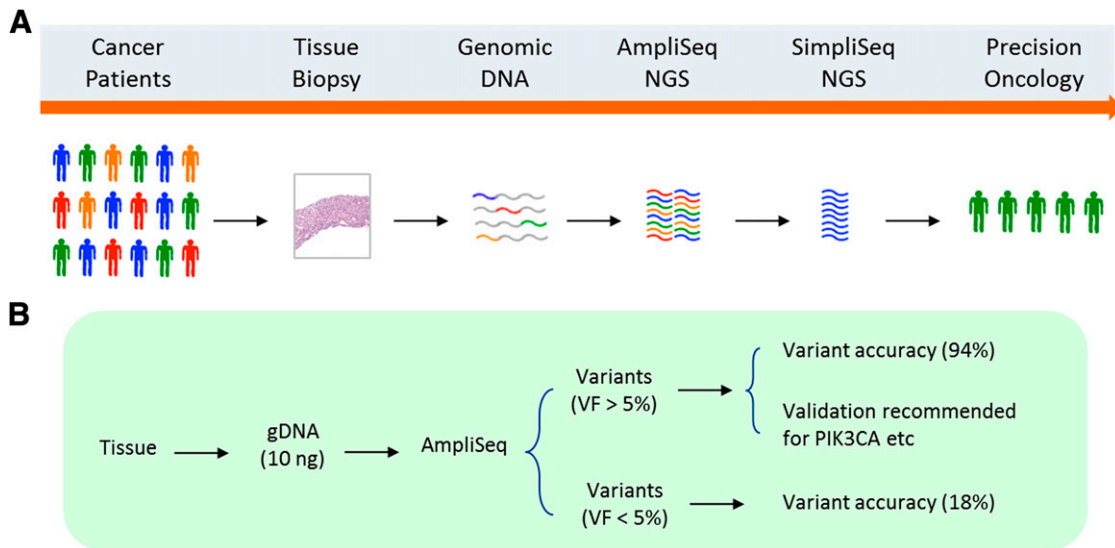 A
Cancer
Patients
Tissue
Biopsy
Genomic
DNA
AmpliSeq
NGS
SimpliSeq
NGS
Precision
Oncology
B
Tissue
gDNA
(10 ng)
AmpliSeq
Variants
(VF > 5%)
Variant accuracy (94%)
Validation recommended
for PIK3CA etc
Variants
(VF < 5%)
Variant accuracy (18%)